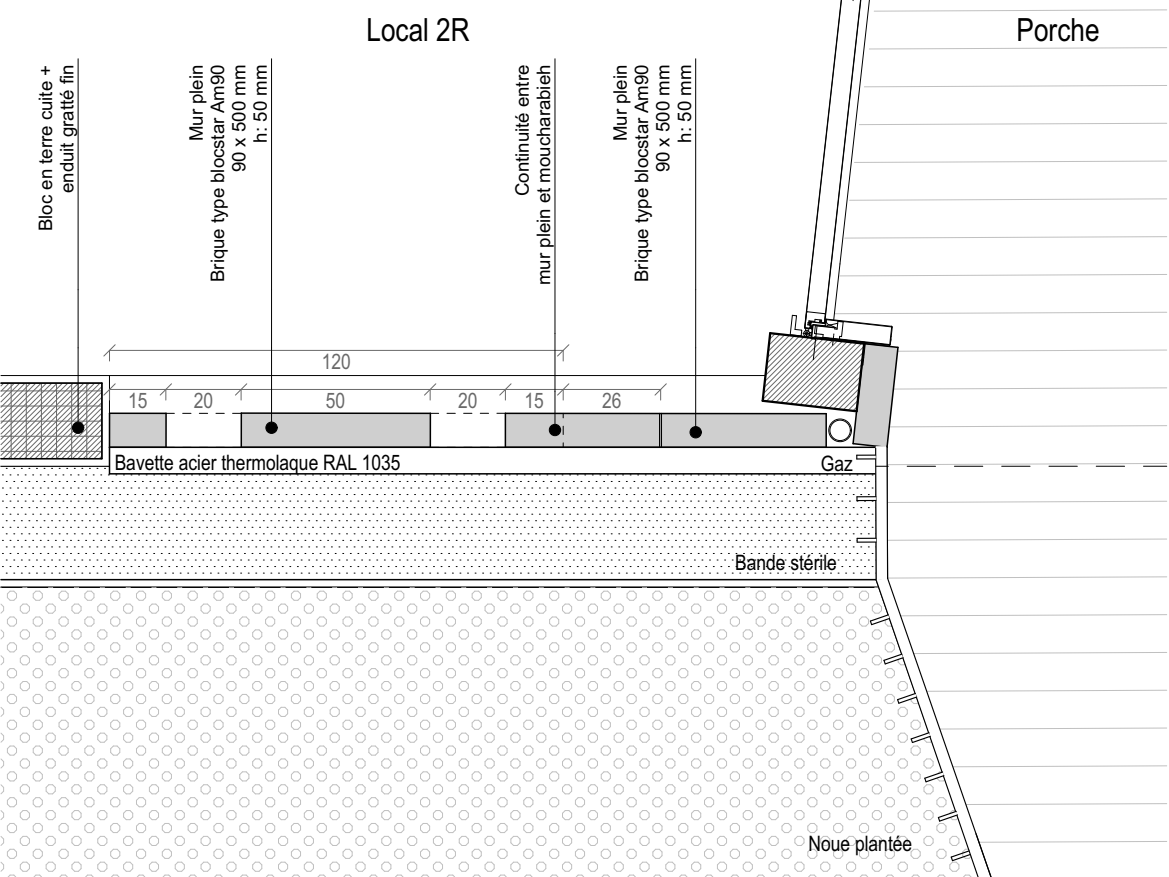 Local 2R
Porche
Bloc en terre cuite +
enduit gratté fin
Mur plein
Brique type blocstar Am90
90 x 500 mm
h: 50 mm
Continuité entre
mur plein et moucharabieh
Mur plein
Brique type blocstar Am90
90 x 500 mm
h: 50 mm
120
15 20 50 20 15 26
Bavette acier thermolaque RAL 1035
Gaz
Bande stérile
Noue plantée